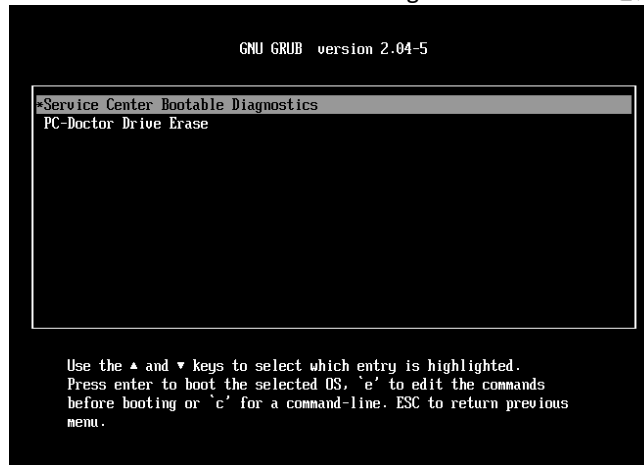 GNU GRUB  version 2.04-5
*Service Center Bootable Diagnostics
PC-Doctor Drive Erase
Use the ▲ and ▼ keys to select which entry is highlighted.
Press enter to boot the selected OS, `e' to edit the commands
before booting or `c' for a command-line. ESC to return previous
menu.